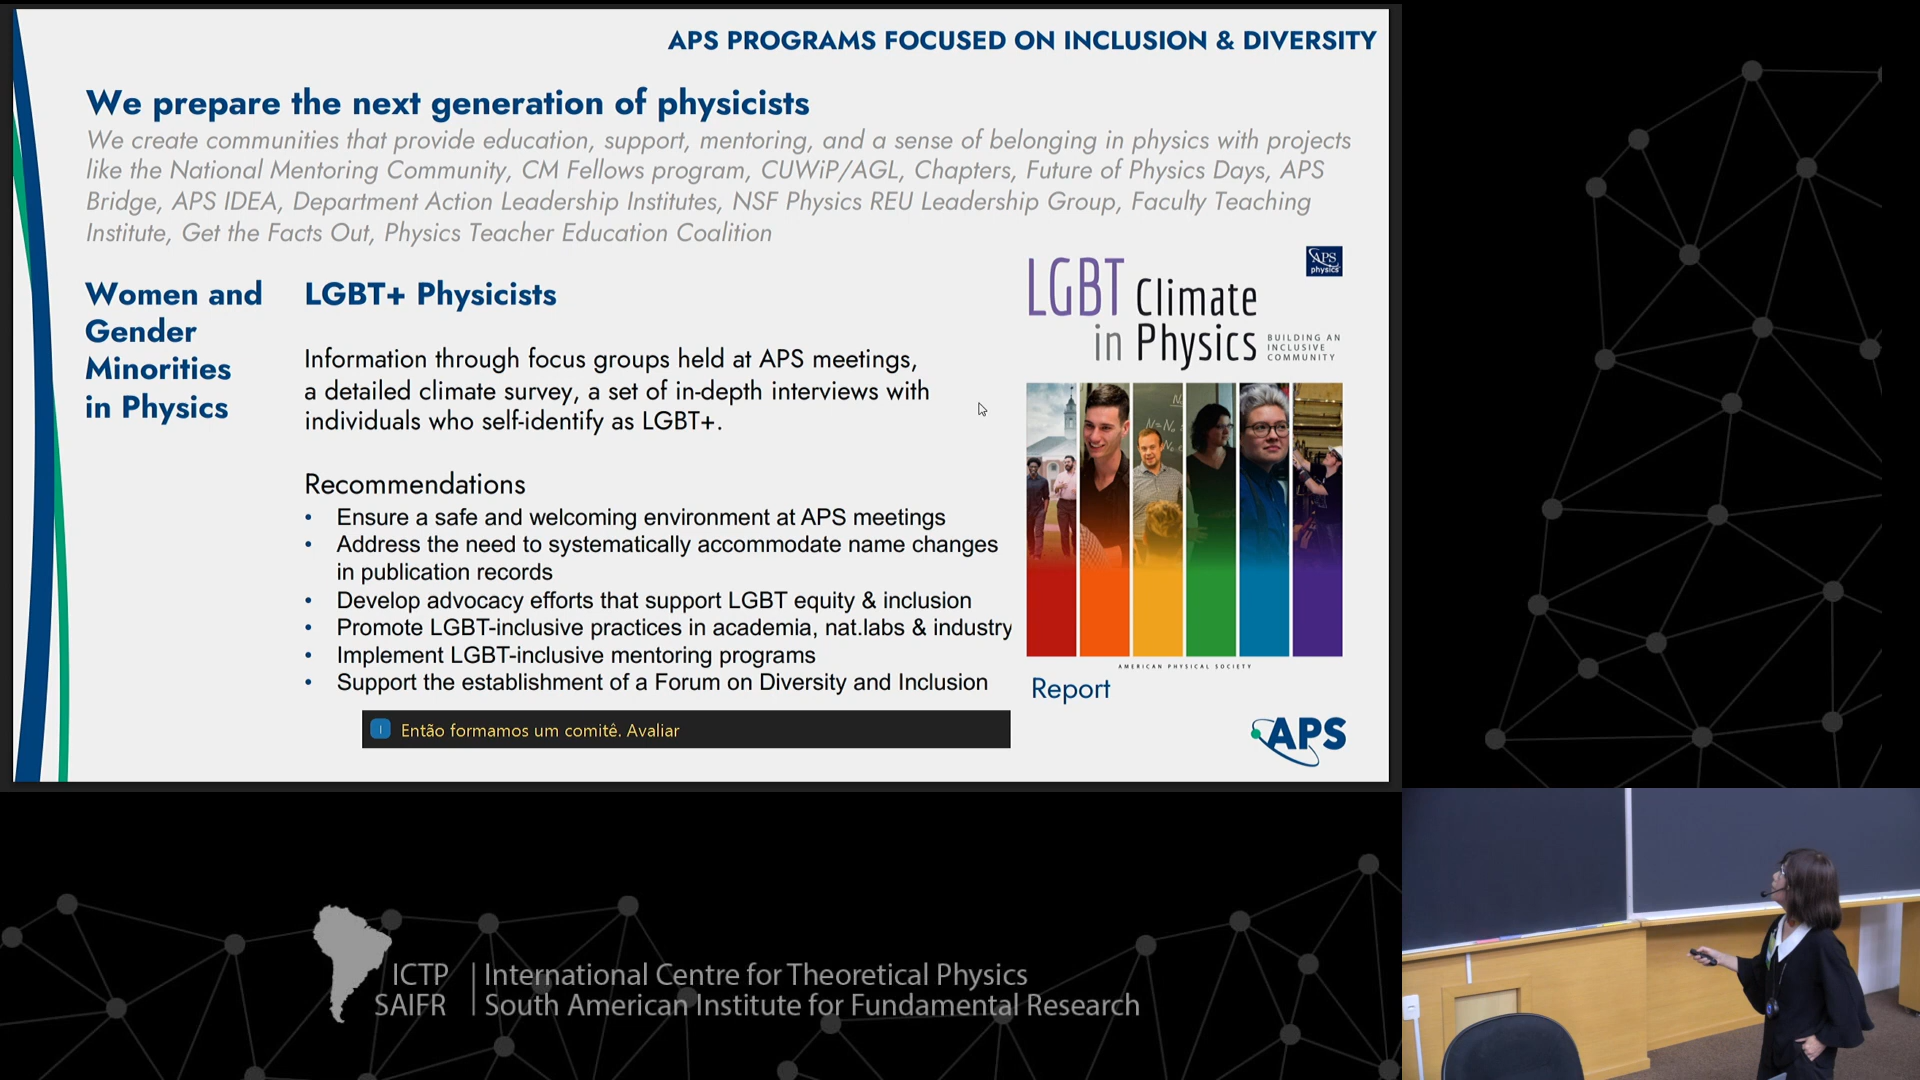 APS PROGRAMS FOCUSED ON INCLUSION & DIVERSITY
We prepare the next generation of physicists
We create communities that provide education, support, mentoring, and a sense of belonging in physics with projects
like the National Mentoring Community, CM Fellows program, CUWiP/AGL, Chapters, Future of Physics Days, APS
Bridge, APS IDEA, Department Action Leadership Institutes, NSF Physics REU Leadership Group, Faculty Teaching
Institute, Get the Facts Out, Physics Teacher Education Coalition
Women and
Gender
Minorities
in Physics
LGBT+ Physicists
Information through focus groups held at APS meetings,
a detailed climate survey, a set of in-depth interviews with
individuals who self-identify as LGBT+.
Recommendations
• Ensure a safe and welcoming environment at APS meetings
• Address the need to systematically accommodate name changes
in publication records
• Develop advocacy efforts that support LGBT equity & inclusion
• Promote LGBT-inclusive practices in academia, nat.labs & industry
• Implement LGBT-inclusive mentoring programs
• Support the establishment of a Forum on Diversity and Inclusion
APS
physics
LGBT Climate
in Physics
BUILDING AN
INCLUSIVE
COMMUNITY
AMERICAN PHYSICAL SOCIETY
Report
APS
Então formamos um comitê. Avaliar
ICTP | International Centre for Theoretical Physics
SAIFR | South American Institute for Fundamental Research